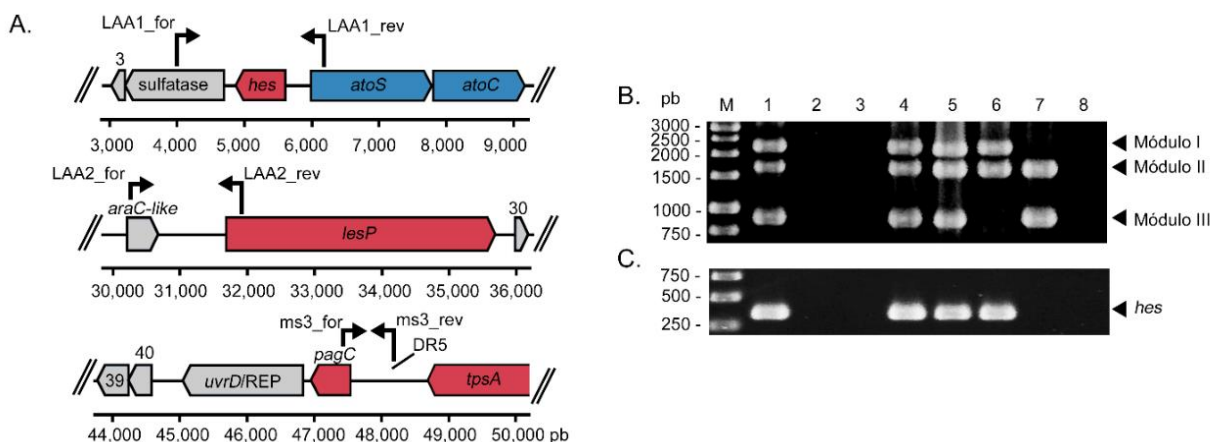 A.
LAA1_for
LAA1_rev
3
sulfatase
hes
atoS
atoC
3,000 4,000 5,000 6,000 7,000 8,000 9,000
LAA2_for
LAA2_rev
araC-like
lesP
30
30,000 31,000 32,000 33,000 34,000 35,000 36,000
ms3_for
ms3_rev
pagC
DR5
40
39
uvrD/REP
tpsA
44,000 45,000 46,000 47,000 48,000 49,000 50,000 pb
B.
pb M 1 2 3 4 5 6 7 8
3000 -
2500 -
2000 -
1500 -
1000 -
750 -
Módulo I
Módulo II
Módulo III
C.
750 -
500 -
250 -
hes